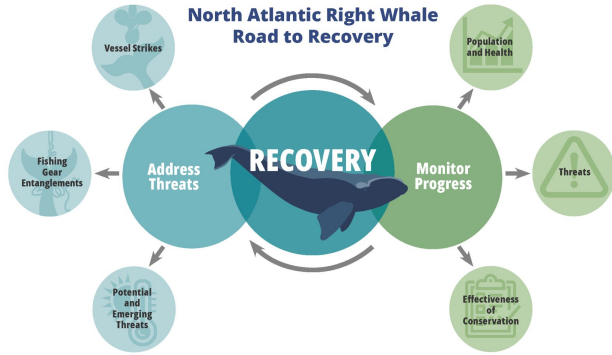 North Atlantic Right Whale
Road to Recovery
Vessel Strikes
Population
and Health
Fishing
Gear
Entanglements
Address
Threats
RECOVERY
Monitor
Progress
Threats
Potential
and
Emerging
Threats
Effectiveness
of
Conservation